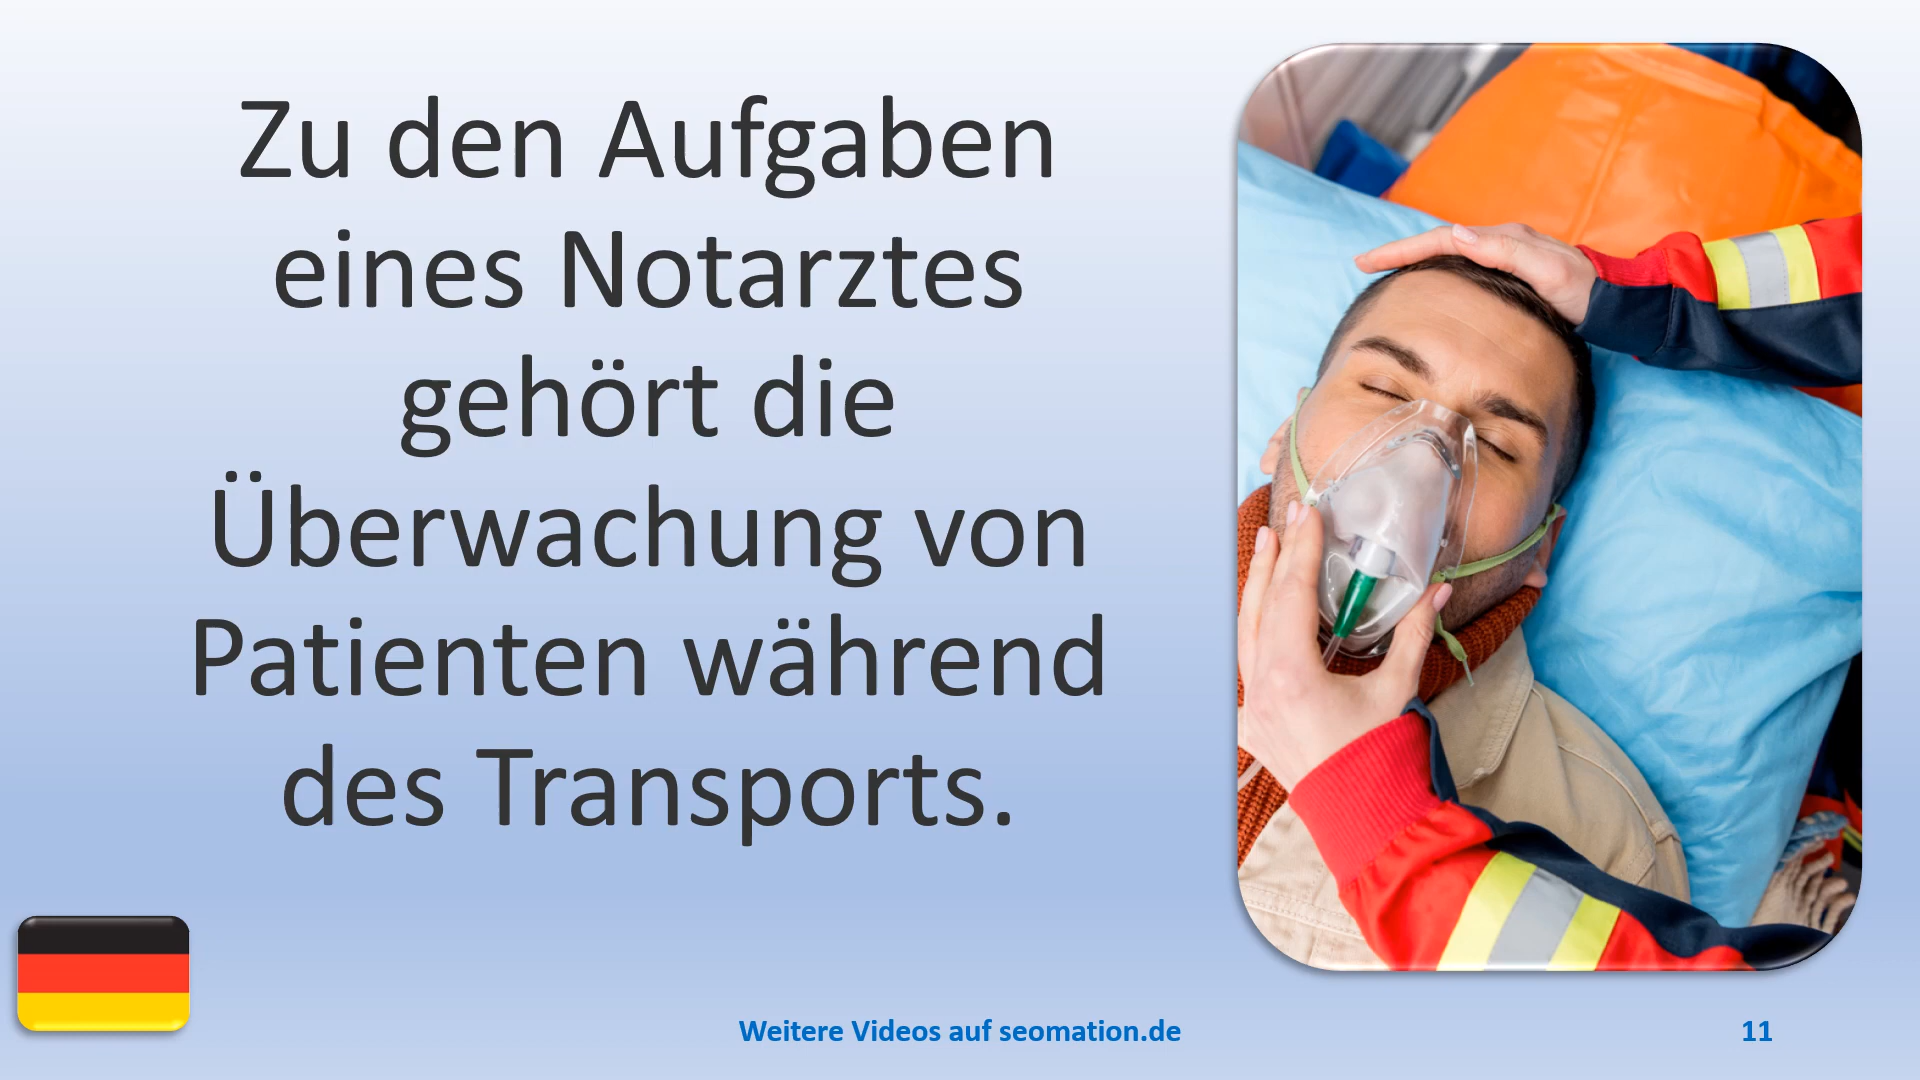 Zu den Aufgaben
eines Notarztes
gehört die
Überwachung von
Patienten während
des Transports.
Weitere Videos auf seomation.de
11